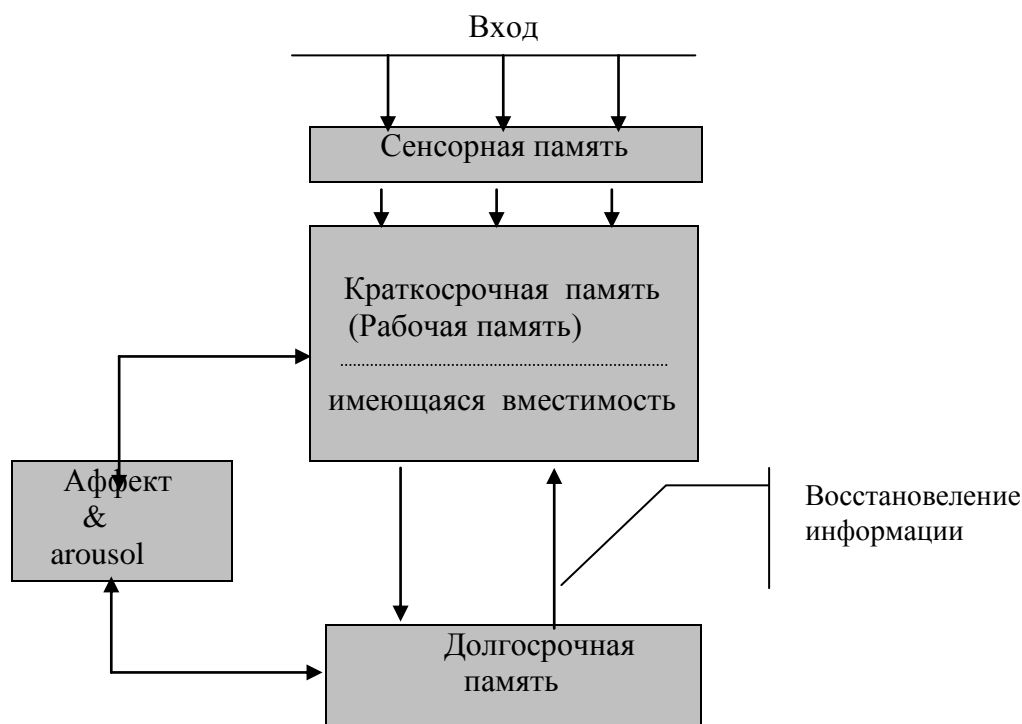 Вход
Сенсорная память
Краткосрочная память
(Рабочая память)
имеющаяся вместимость
Аффект
&
arousol
Восстановеление
информации
Долгосрочная
память